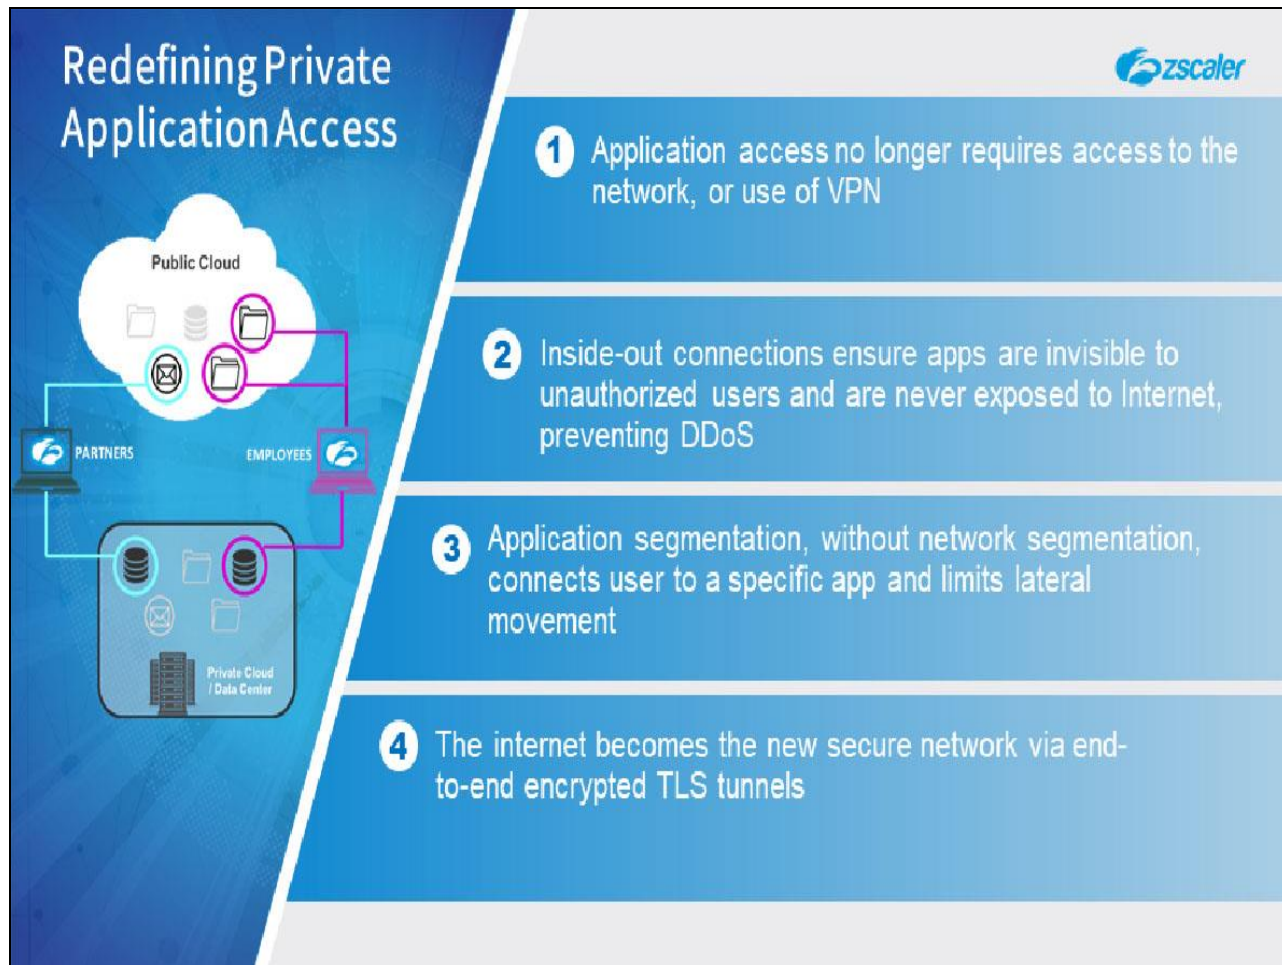 Redefining Private
Application Access
zscaler
Public Cloud
PARTNERS
EMPLOYEES
Private Cloud
/ Data Center
1 Application access no longer requires access to the
network, or use of VPN
2 Inside-out connections ensure apps are invisible to
unauthorized users and are never exposed to Internet,
preventing DDoS
3 Application segmentation, without network segmentation,
connects user to a specific app and limits lateral
movement
4 The internet becomes the new secure network via end-
to-end encrypted TLS tunnels